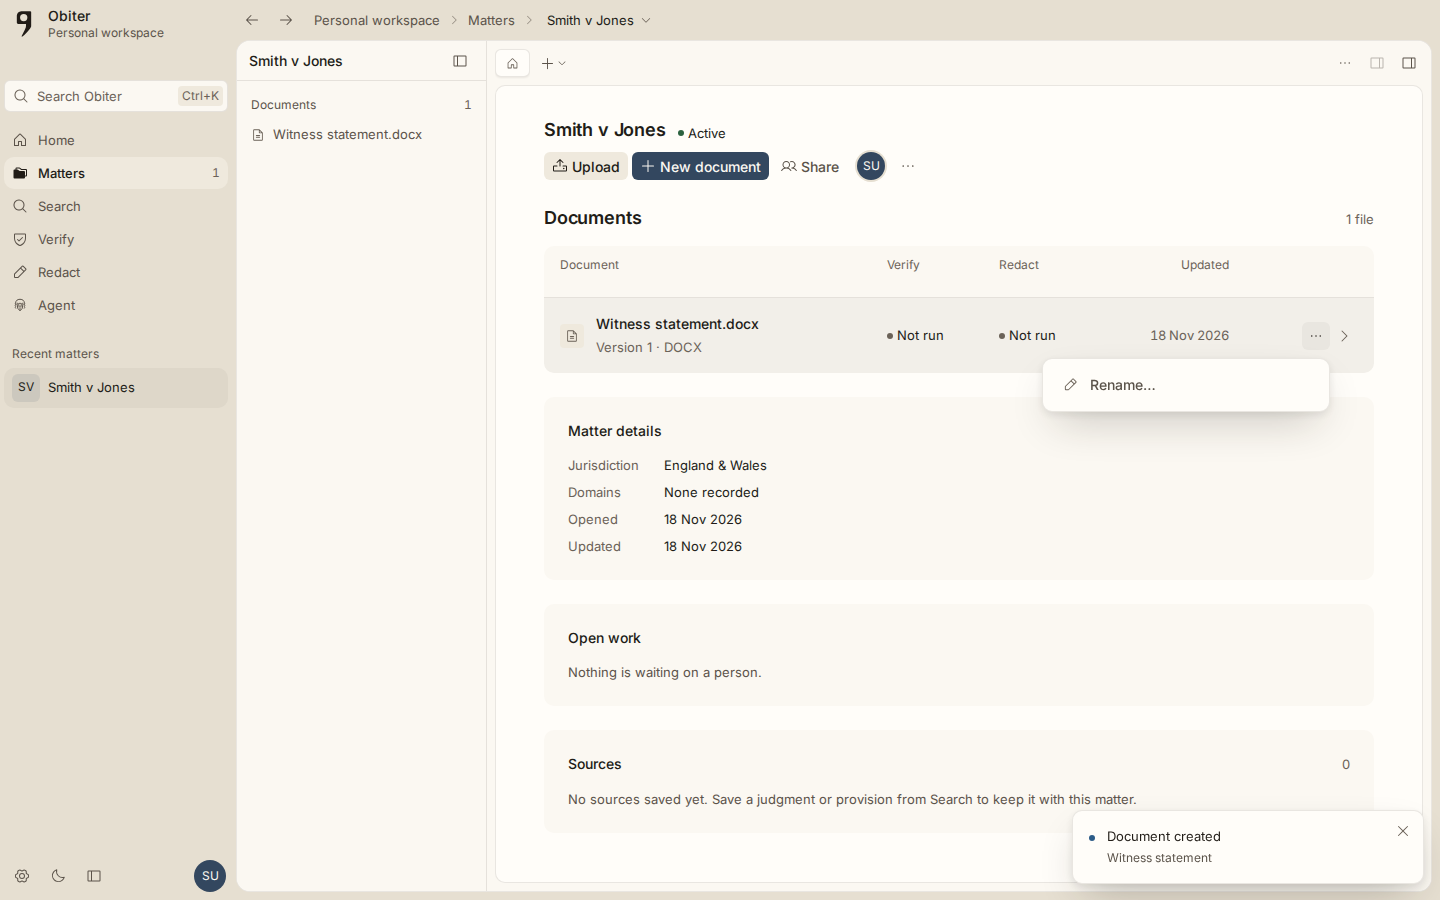 Obiter
Personal workspace
Search Obiter
Ctrl+K
Home
Matters
1
Search
Verify
Redact
Agent
Recent matters
SV
Smith v Jones
SU
Personal workspace
Matters
Smith v Jones
Smith v Jones
Documents
1
Witness statement.docx
Smith v Jones
Active
Upload
New document
Share
SU
Documents
1 file
Document
Verify
Redact
Updated
Witness statement.docx
Version 1 · DOCX
Not run
Not run
18 Nov 2026
Rename...
Matter details
Jurisdiction
England & Wales
Domains
None recorded
Opened
18 Nov 2026
Updated
18 Nov 2026
Open work
Nothing is waiting on a person.
Sources
0
No sources saved yet. Save a judgment or provision from Search to keep it with this matter.
Document created
Witness statement